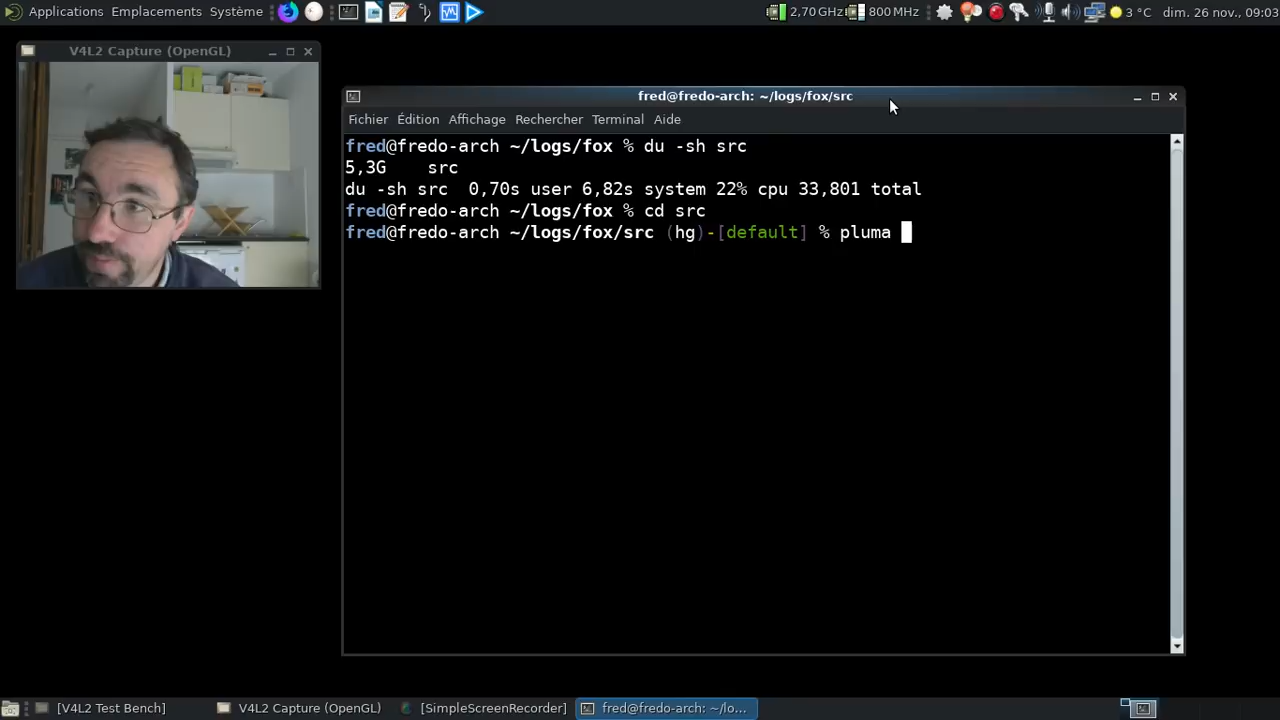 Applications Emplacements Système 2,70 GHz 800 MHz 3 °C dim. 26 nov., 09:03
V4L2 Capture (OpenGL)
fred@fredo-arch: ~/logs/fox/src
Fichier Édition Affichage Rechercher Terminal Aide
fred@fredo-arch ~/logs/fox % du -sh src
5,3G src
du -sh src 0,70s user 6,82s system 22% cpu 33,801 total
fred@fredo-arch ~/logs/fox % cd src
fred@fredo-arch ~/logs/fox/src (hg)-[default] % pluma
[V4L2 Test Bench] V4L2 Capture (OpenGL) [SimpleScreenRecorder] fred@fredo-arch: ~/lo...